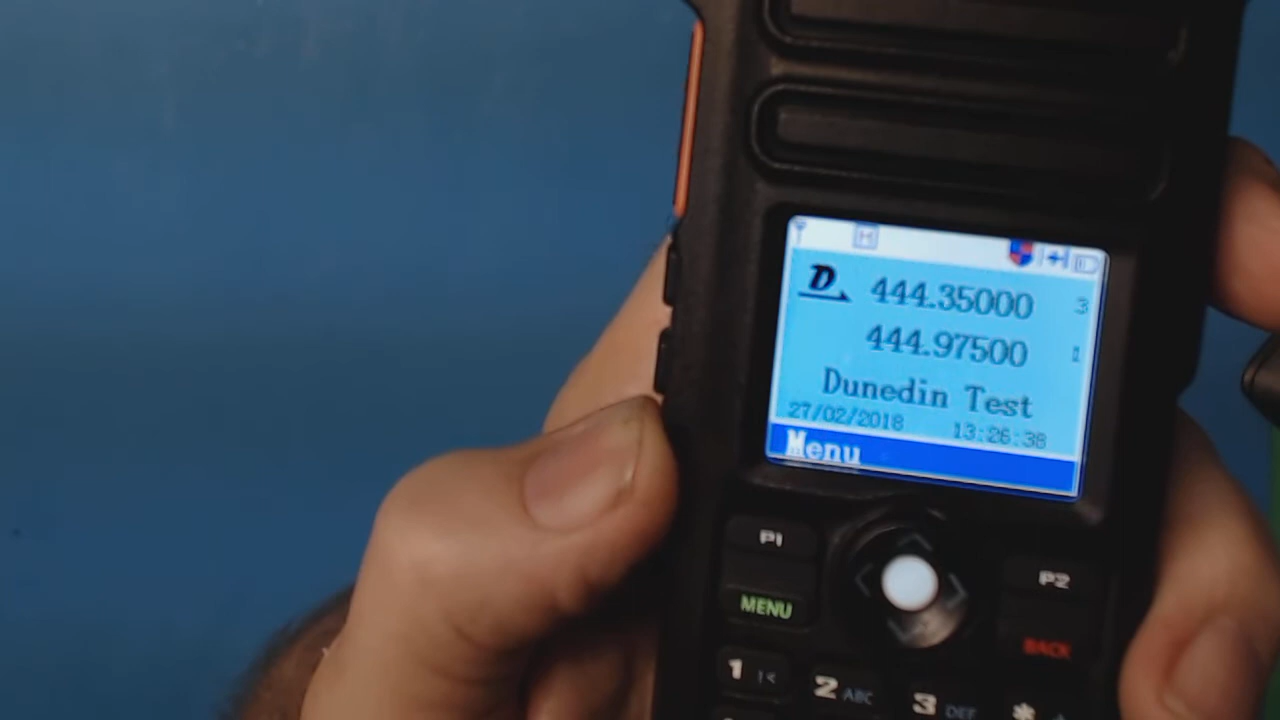 H
D 444.35000 3
444.97500 1
Dunedin Test
27/02/2018 13:26:38
Menu
P1
P2
MENU
BACK
1
2 ABC
3 DEF
*